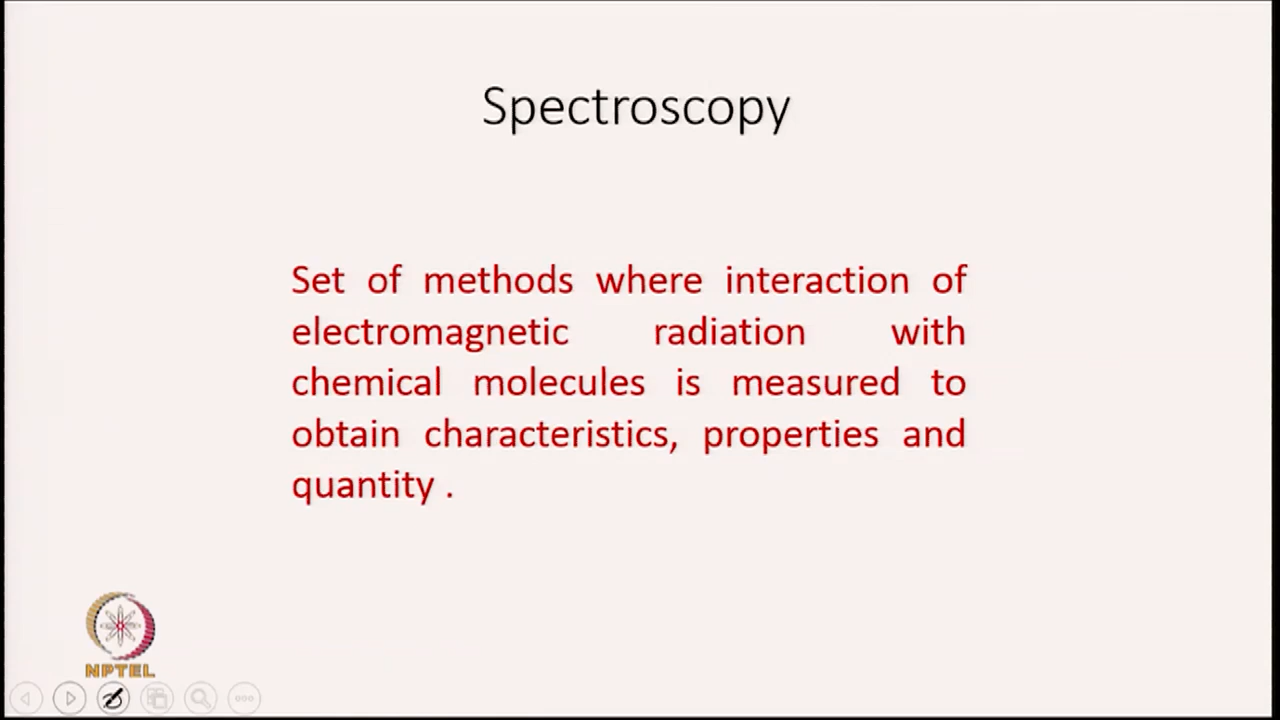 Spectroscopy
Set of methods where interaction of
electromagnetic radiation with
chemical molecules is measured to
obtain characteristics, properties and
quantity .
NPTEL